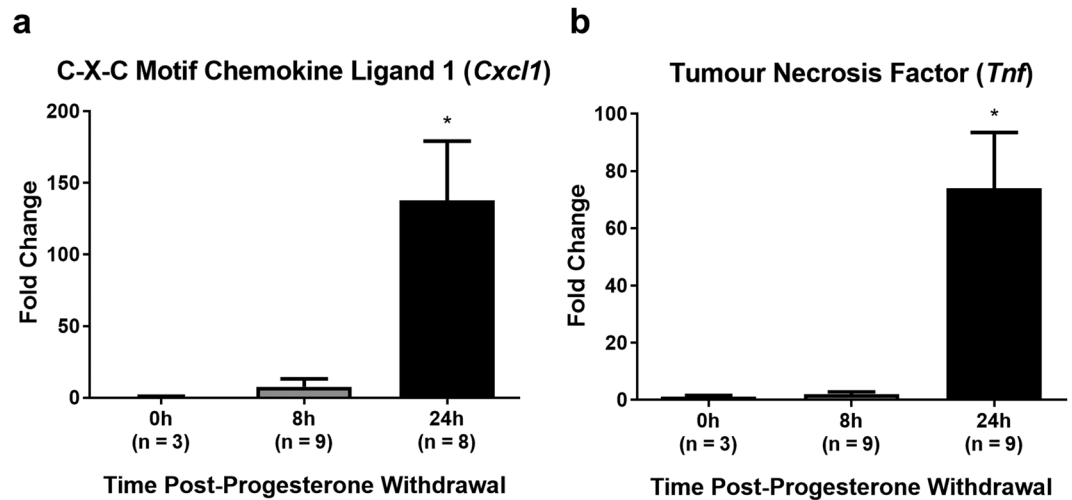 a
C-X-C Motif Chemokine Ligand 1 (Cxcl1)
200
150
100
50
0
Fold Change
*
0h
(n = 3)
8h
(n = 9)
24h
(n = 8)
Time Post-Progesterone Withdrawal
b
Tumour Necrosis Factor (Tnf)
100
80
60
40
20
0
Fold Change
*
0h
(n = 3)
8h
(n = 9)
24h
(n = 9)
Time Post-Progesterone Withdrawal